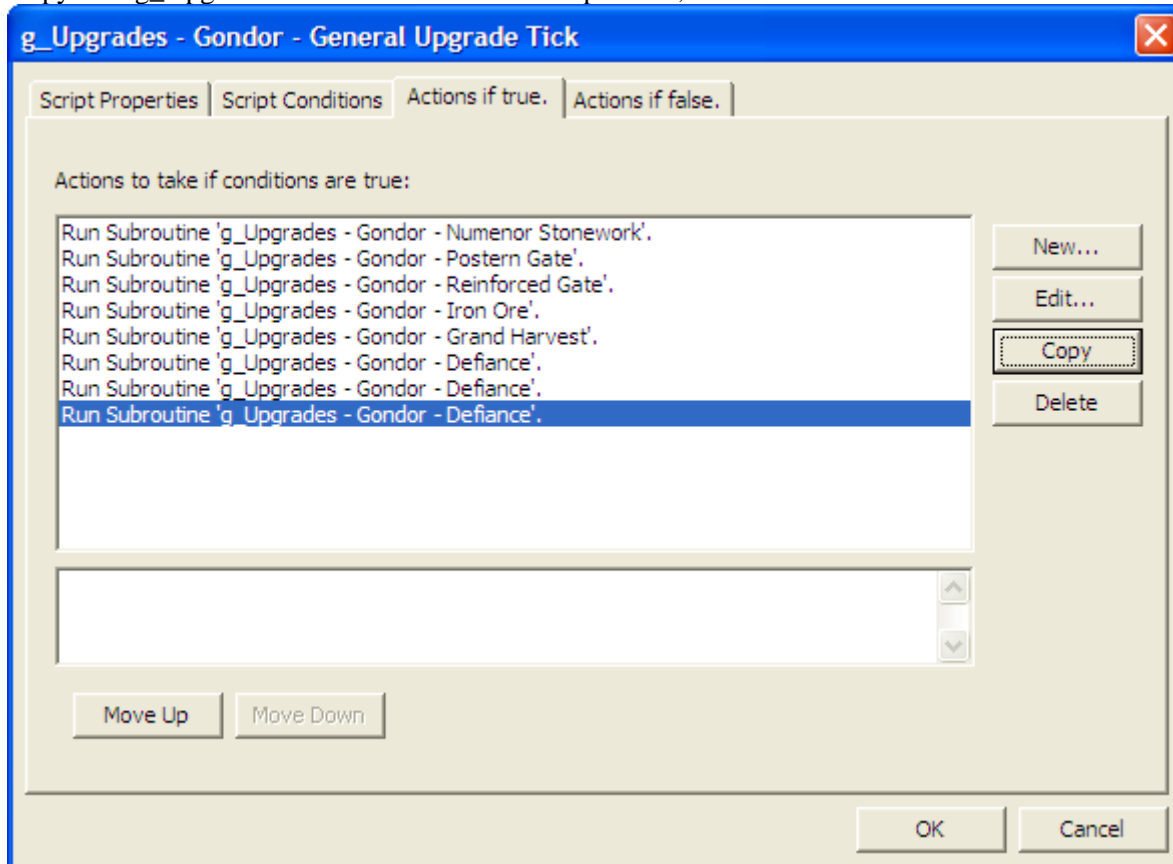 g_Upgrades - Gondor - General Upgrade Tick
Script Properties Script Conditions Actions if true. Actions if false.
Actions to take if conditions are true:
Run Subroutine 'g_Upgrades - Gondor - Numenor Stonework'.
Run Subroutine 'g_Upgrades - Gondor - Postern Gate'.
Run Subroutine 'g_Upgrades - Gondor - Reinforced Gate'.
Run Subroutine 'g_Upgrades - Gondor - Iron Ore'.
Run Subroutine 'g_Upgrades - Gondor - Grand Harvest'.
Run Subroutine 'g_Upgrades - Gondor - Defiance'.
Run Subroutine 'g_Upgrades - Gondor - Defiance'.
Run Subroutine 'g_Upgrades - Gondor - Defiance'.
New...
Edit...
Copy
Delete
Move Up Move Down
OK Cancel